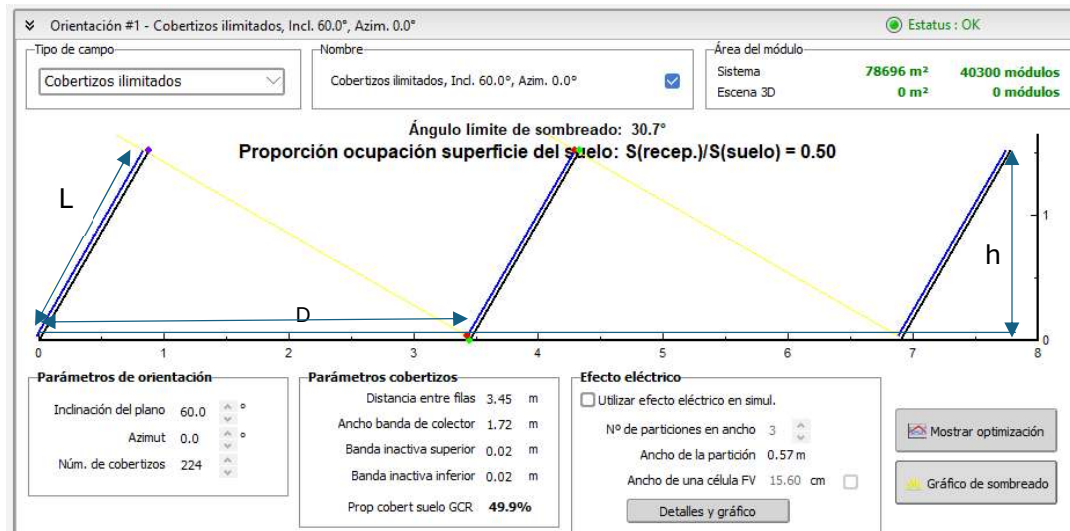 Orientación #1 - Cobertizos ilimitados, Incl. 60.0°, Azim. 0.0°
Estatus : OK
Tipo de campo
Cobertizos ilimitados
Nombre
Cobertizos ilimitados, Incl. 60.0°, Azim. 0.0°
Área del módulo
Sistema 78696 m² 40300 módulos
Escena 3D 0 m² 0 módulos
Ángulo límite de sombreado: 30.7°
Proporción ocupación superficie del suelo: S(recep.)/S(suelo) = 0.50
L
1
h
D
0
0 1 2 3 4 5 6 7 8
Parámetros de orientación
Inclinación del plano 60.0 °
Azimut 0.0 °
Núm. de cobertizos 224
Parámetros cobertizos
Distancia entre filas 3.45 m
Ancho banda de colector 1.72 m
Banda inactiva superior 0.02 m
Banda inactiva inferior 0.02 m
Prop cobert suelo GCR 49.9%
Efecto eléctrico
Utilizar efecto eléctrico en simul.
Nº de particiones en ancho 3
Ancho de la partición 0.57 m
Ancho de una célula FV 15.60 cm
Detalles y gráfico
Mostrar optimización
Gráfico de sombreado